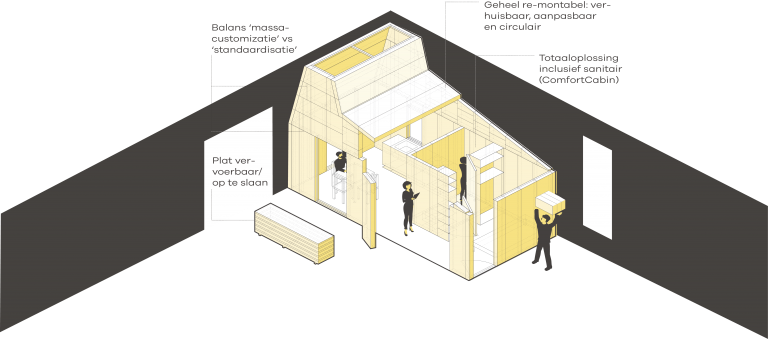 Geheel re-montabel: ver-
huisbaar, aanpasbaar
en circulair
Balans ‘massa-
customizatie’ vs
‘standaardisatie’
Totaaloplossing
inclusief sanitair
(ComfortCabin)
Plat ver-
voerbaar/
op te slaan